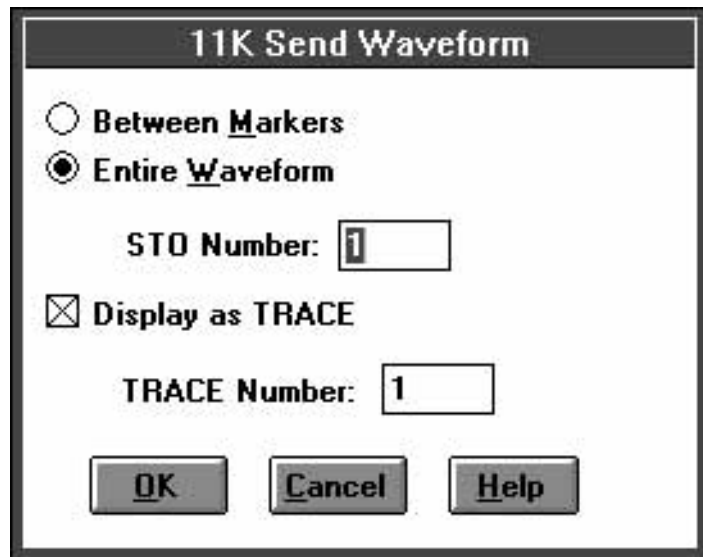 11K Send Waveform
Between Markers
Entire Waveform
STO Number: 1
Display as TRACE
TRACE Number: 1
OK Cancel Help